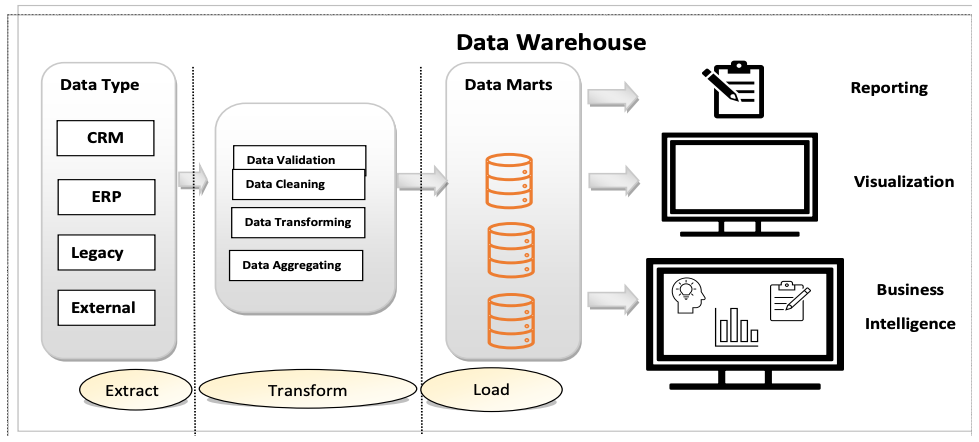 Data Warehouse
Data Type
CRM
ERP
Legacy
External
Data Validation
Data Cleaning
Data Transforming
Data Aggregating
Data Marts
Reporting
Visualization
Business
Intelligence
Extract
Transform
Load